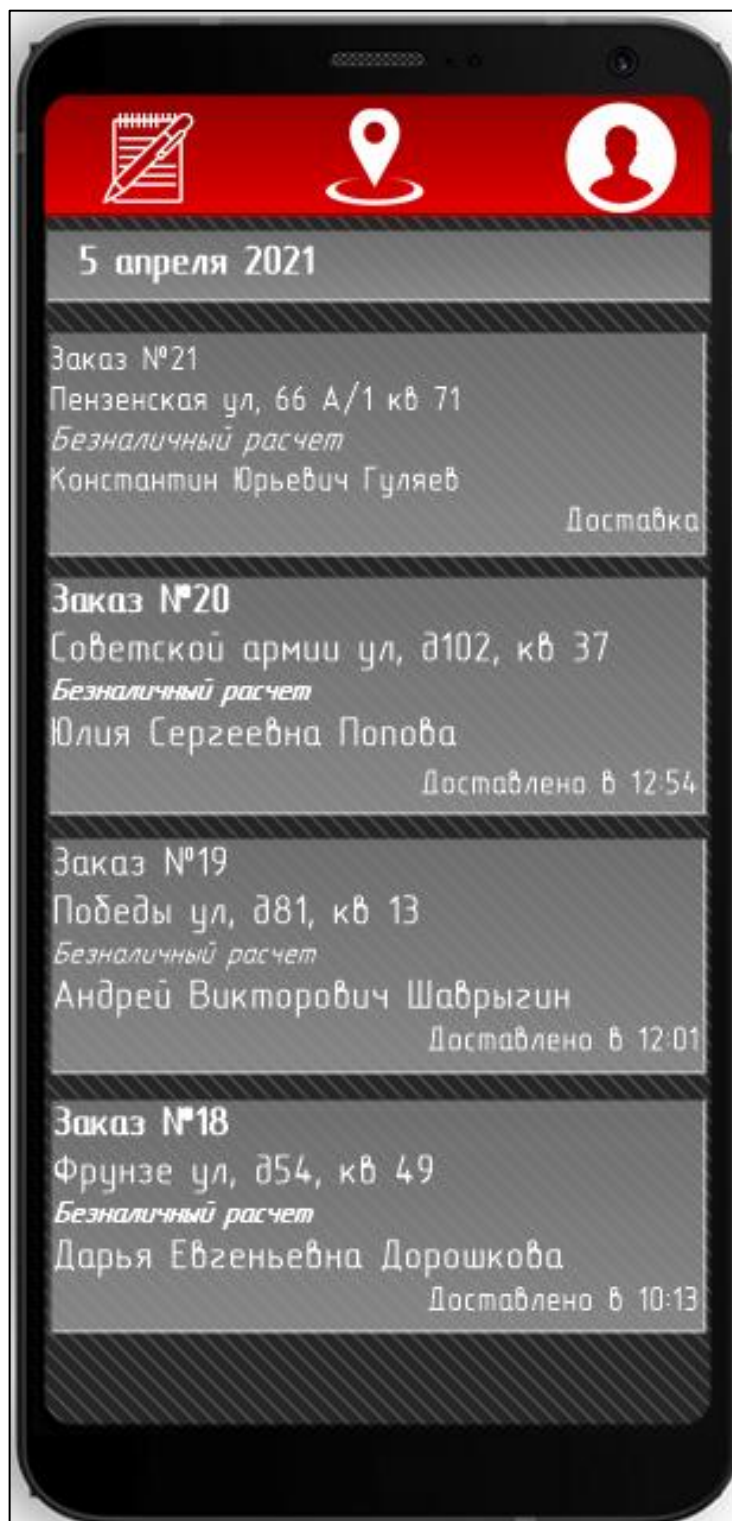 5 апреля 2021
Заказ №21
Пензенская ул, 66 А/1 кв 71
Безналичный расчет
Константин Юрьевич Гуляев
Доставка
Заказ №20
Советской армии ул, д102, кв 37
Безналичный расчет
Юлия Сергеевна Попова
Доставлено в 12:54
Заказ №19
Победы ул, д81, кв 13
Безналичный расчет
Андрей Викторович Шаврыгин
Доставлено в 12:01
Заказ №18
Фрунзе ул, д54, кв 49
Безналичный расчет
Дарья Евгеньевна Дорошкова
Доставлено в 10:13